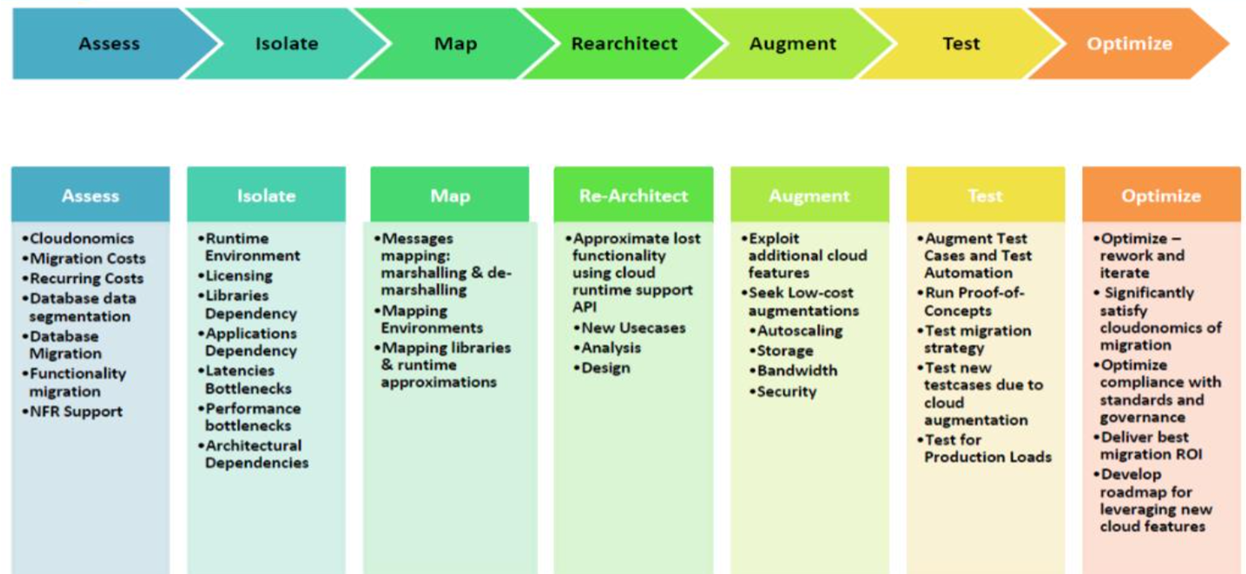 Assess
Isolate
Map
Rearchitect
Augment
Test
Optimize
Assess
•Cloudonomics
•Migration Costs
•Recurring Costs
•Database data
segmentation
•Database
Migration
•Functionality
migration
•NFR Support
Isolate
•Runtime
Environment
•Licensing
•Libraries
Dependency
•Applications
Dependency
•Latencies
Bottlenecks
•Performance
bottlenecks
•Architectural
Dependencies
Map
•Messages
mapping:
marshalling & de-
marshalling
•Mapping
Environments
•Mapping libraries
& runtime
approximations
Re-Architect
•Approximate lost
functionality
using cloud
runtime support
API
•New Usecases
•Analysis
•Design
Augment
•Exploit
additional cloud
features
•Seek Low-cost
augmentations
•Autoscaling
•Storage
•Bandwidth
•Security
Test
•Augment Test
Cases and Test
Automation
•Run Proof-of-
Concepts
•Test migration
strategy
•Test new
testcases due to
cloud
augmentation
•Test for
Production Loads
Optimize
•Optimize –
rework and
iterate
• Significantly
satisfy
cloudonomics of
migration
•Optimize
compliance with
standards and
governance
•Deliver best
migration ROI
•Develop
roadmap for
leveraging new
cloud features